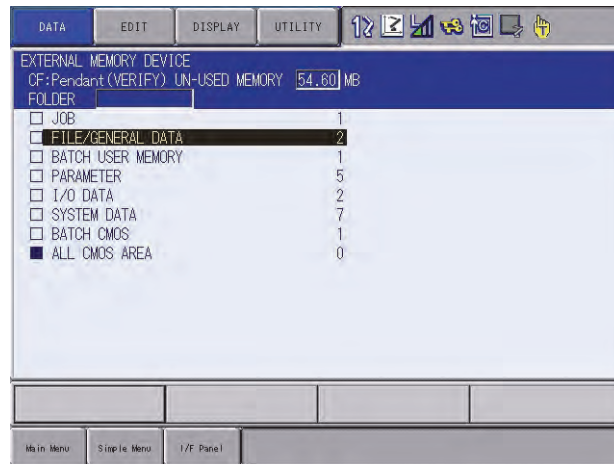 DATA EDIT DISPLAY UTILITY
EXTERNAL MEMORY DEVICE
CF:Pendant(VERIFY) UN-USED MEMORY 54.60 MB
FOLDER
JOB 1
FILE/GENERAL DATA 2
BATCH USER MEMORY 1
PARAMETER 5
I/O DATA 2
SYSTEM DATA 7
BATCH CMOS 1
ALL CMOS AREA 0
Main Menu Simple Menu I/F Panel